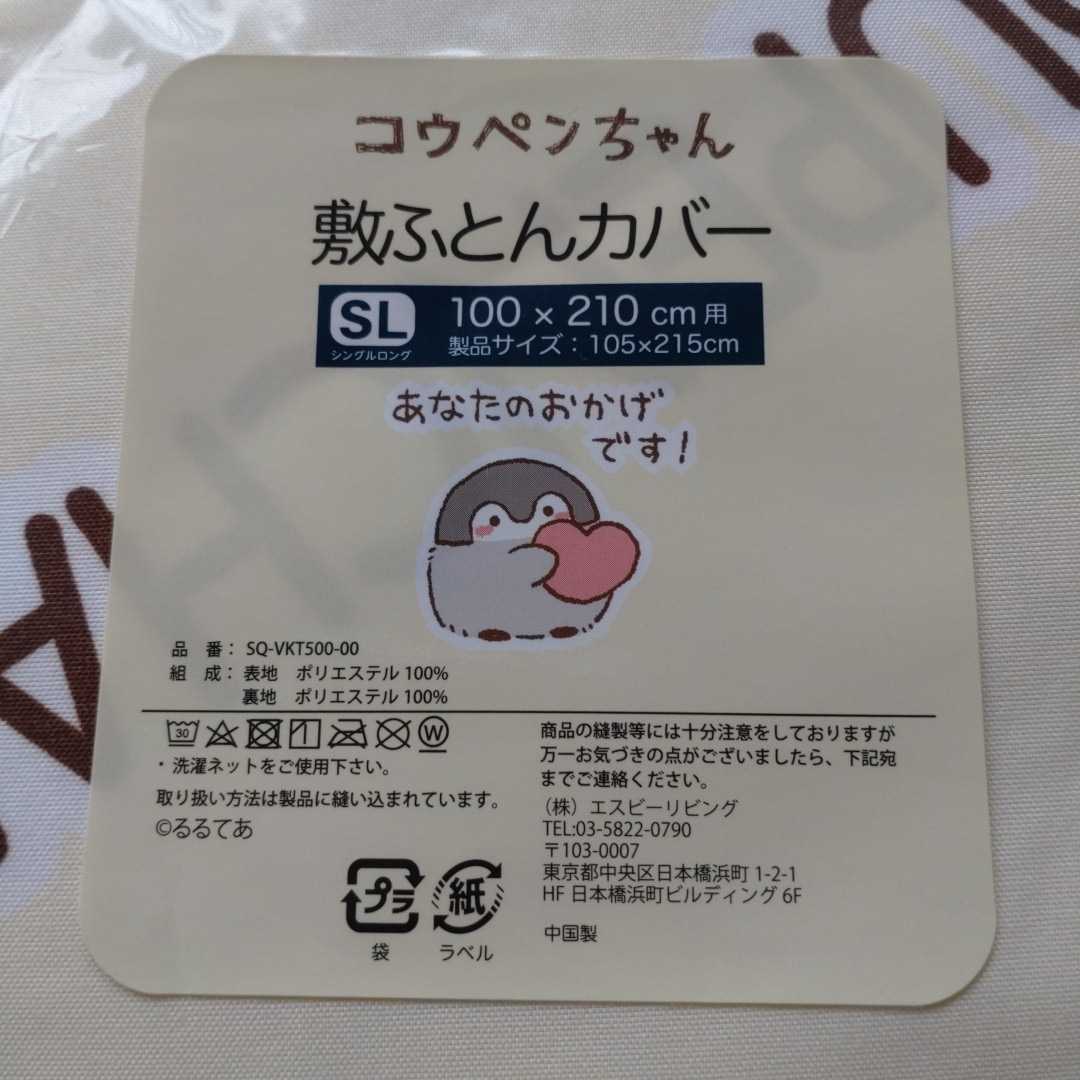 コウペンちゃん
敷ふとんカバー
SL 100 × 210 cm 用
シングルロング 製品サイズ：105×215cm
あなたのおかげ
です！
品 番： SQ-VKT500-00
組 成： 表地 ポリエステル 100%
裏地 ポリエステル 100%
30 W
・洗濯ネットをご使用下さい。
取り扱い方法は製品に縫い込まれています。
©るるてあ
商品の縫製等には十分注意をしておりますが
万一お気づきの点がございましたら、下記宛
までご連絡ください。
（株）エスビーリビング
TEL:03-5822-0790
〒103-0007
東京都中央区日本橋浜町 1-2-1
HF 日本橋浜町ビルディング 6F
中国製
プラ 紙
袋 ラベル